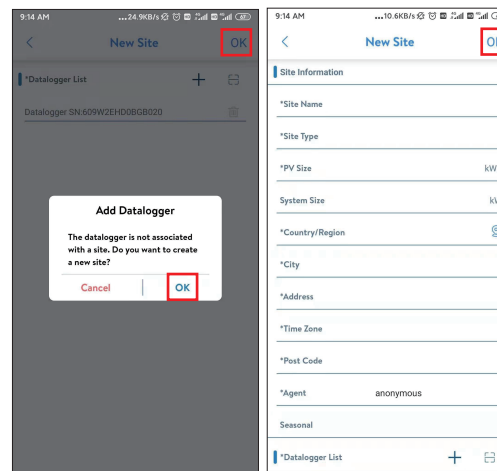 9:14 AM
...24.9KB/s
New Site
OK
*Datalogger List
Datalogger SN:609W2EHD0BGB020
Add Datalogger
The datalogger is not associated
with a site. Do you want to create
a new site?
Cancel
OK
9:14 AM
...10.6KB/s
New Site
Site Information
*Site Name
*Site Type
*PV Size
kW
System Size
*Country/Region
*City
*Address
*Time Zone
*Post Code
*Agent anonymous
Seasonal
*Datalogger List